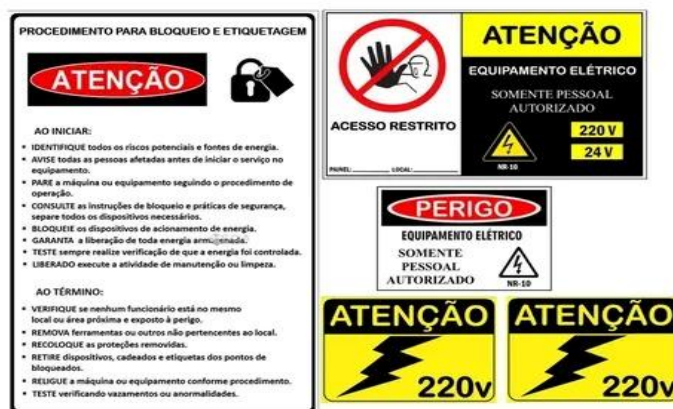 PROCEDIMENTO PARA BLOQUEIO E ETIQUETAGEM
ATENÇÃO
AO INICIAR:
• IDENTIFIQUE todos os riscos potenciais e fontes de energia.
• AVISE todas as pessoas afetadas antes de iniciar o serviço no
equipamento.
• PARE a máquina ou equipamento seguindo o procedimento de
operação.
• CONSULTE as instruções de bloqueio e práticas de segurança,
separe todos os dispositivos necessários.
• BLOQUEIE os dispositivos de acionamento de energia.
• GARANTA a liberação de toda energia armazenada.
• TESTE sempre realize verificação de que a energia foi controlada.
• LIBERADO execute a atividade de manutenção ou limpeza.
AO TÉRMINO:
• VERIFIQUE se nenhum funcionário está no mesmo
local ou área próxima e exposto à perigo.
• REMOVA ferramentas ou outros não pertencentes ao local.
• RECOLOQUE as proteções removidas.
• RETIRE dispositivos, cadeados e etiquetas dos pontos de
bloqueados.
• RELIGUE a máquina ou equipamento conforme procedimento.
• TESTE verificando vazamentos ou anormalidades.
ACESSO RESTRITO
PAINEL:____________ LOCAL:____________
ATENÇÃO
EQUIPAMENTO ELÉTRICO
SOMENTE PESSOAL
AUTORIZADO
220 V
24 V
NR-10
PERIGO
EQUIPAMENTO ELÉTRICO
SOMENTE
PESSOAL
AUTORIZADO
NR-10
ATENÇÃO
220v
ATENÇÃO
220v